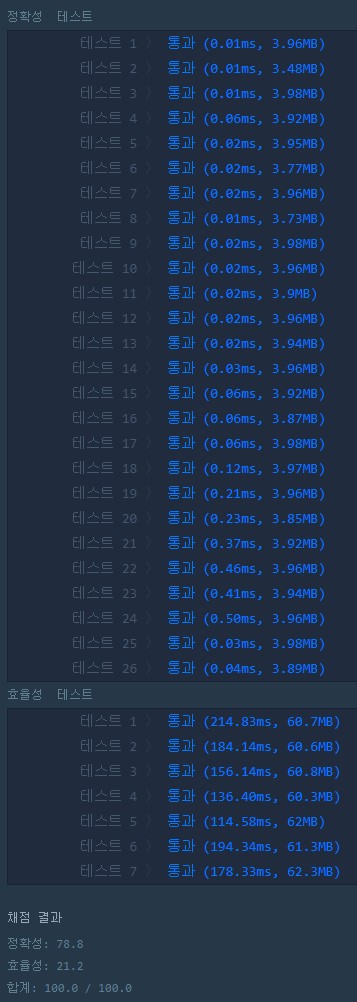 정확성 테스트
테스트 1 〉 통과 (0.01ms, 3.96MB)
테스트 2 〉 통과 (0.01ms, 3.48MB)
테스트 3 〉 통과 (0.01ms, 3.98MB)
테스트 4 〉 통과 (0.06ms, 3.92MB)
테스트 5 〉 통과 (0.02ms, 3.95MB)
테스트 6 〉 통과 (0.02ms, 3.77MB)
테스트 7 〉 통과 (0.02ms, 3.96MB)
테스트 8 〉 통과 (0.01ms, 3.73MB)
테스트 9 〉 통과 (0.02ms, 3.98MB)
테스트 10 〉 통과 (0.02ms, 3.96MB)
테스트 11 〉 통과 (0.02ms, 3.9MB)
테스트 12 〉 통과 (0.02ms, 3.96MB)
테스트 13 〉 통과 (0.02ms, 3.94MB)
테스트 14 〉 통과 (0.03ms, 3.96MB)
테스트 15 〉 통과 (0.06ms, 3.92MB)
테스트 16 〉 통과 (0.06ms, 3.87MB)
테스트 17 〉 통과 (0.06ms, 3.98MB)
테스트 18 〉 통과 (0.12ms, 3.97MB)
테스트 19 〉 통과 (0.21ms, 3.96MB)
테스트 20 〉 통과 (0.23ms, 3.85MB)
테스트 21 〉 통과 (0.37ms, 3.92MB)
테스트 22 〉 통과 (0.46ms, 3.96MB)
테스트 23 〉 통과 (0.41ms, 3.94MB)
테스트 24 〉 통과 (0.50ms, 3.96MB)
테스트 25 〉 통과 (0.03ms, 3.98MB)
테스트 26 〉 통과 (0.04ms, 3.89MB)
효율성 테스트
테스트 1 〉 통과 (214.83ms, 60.7MB)
테스트 2 〉 통과 (184.14ms, 60.6MB)
테스트 3 〉 통과 (156.14ms, 60.8MB)
테스트 4 〉 통과 (136.40ms, 60.3MB)
테스트 5 〉 통과 (114.58ms, 62MB)
테스트 6 〉 통과 (194.34ms, 61.3MB)
테스트 7 〉 통과 (178.33ms, 62.3MB)
채점 결과
정확성: 78.8
효율성: 21.2
합계: 100.0 / 100.0